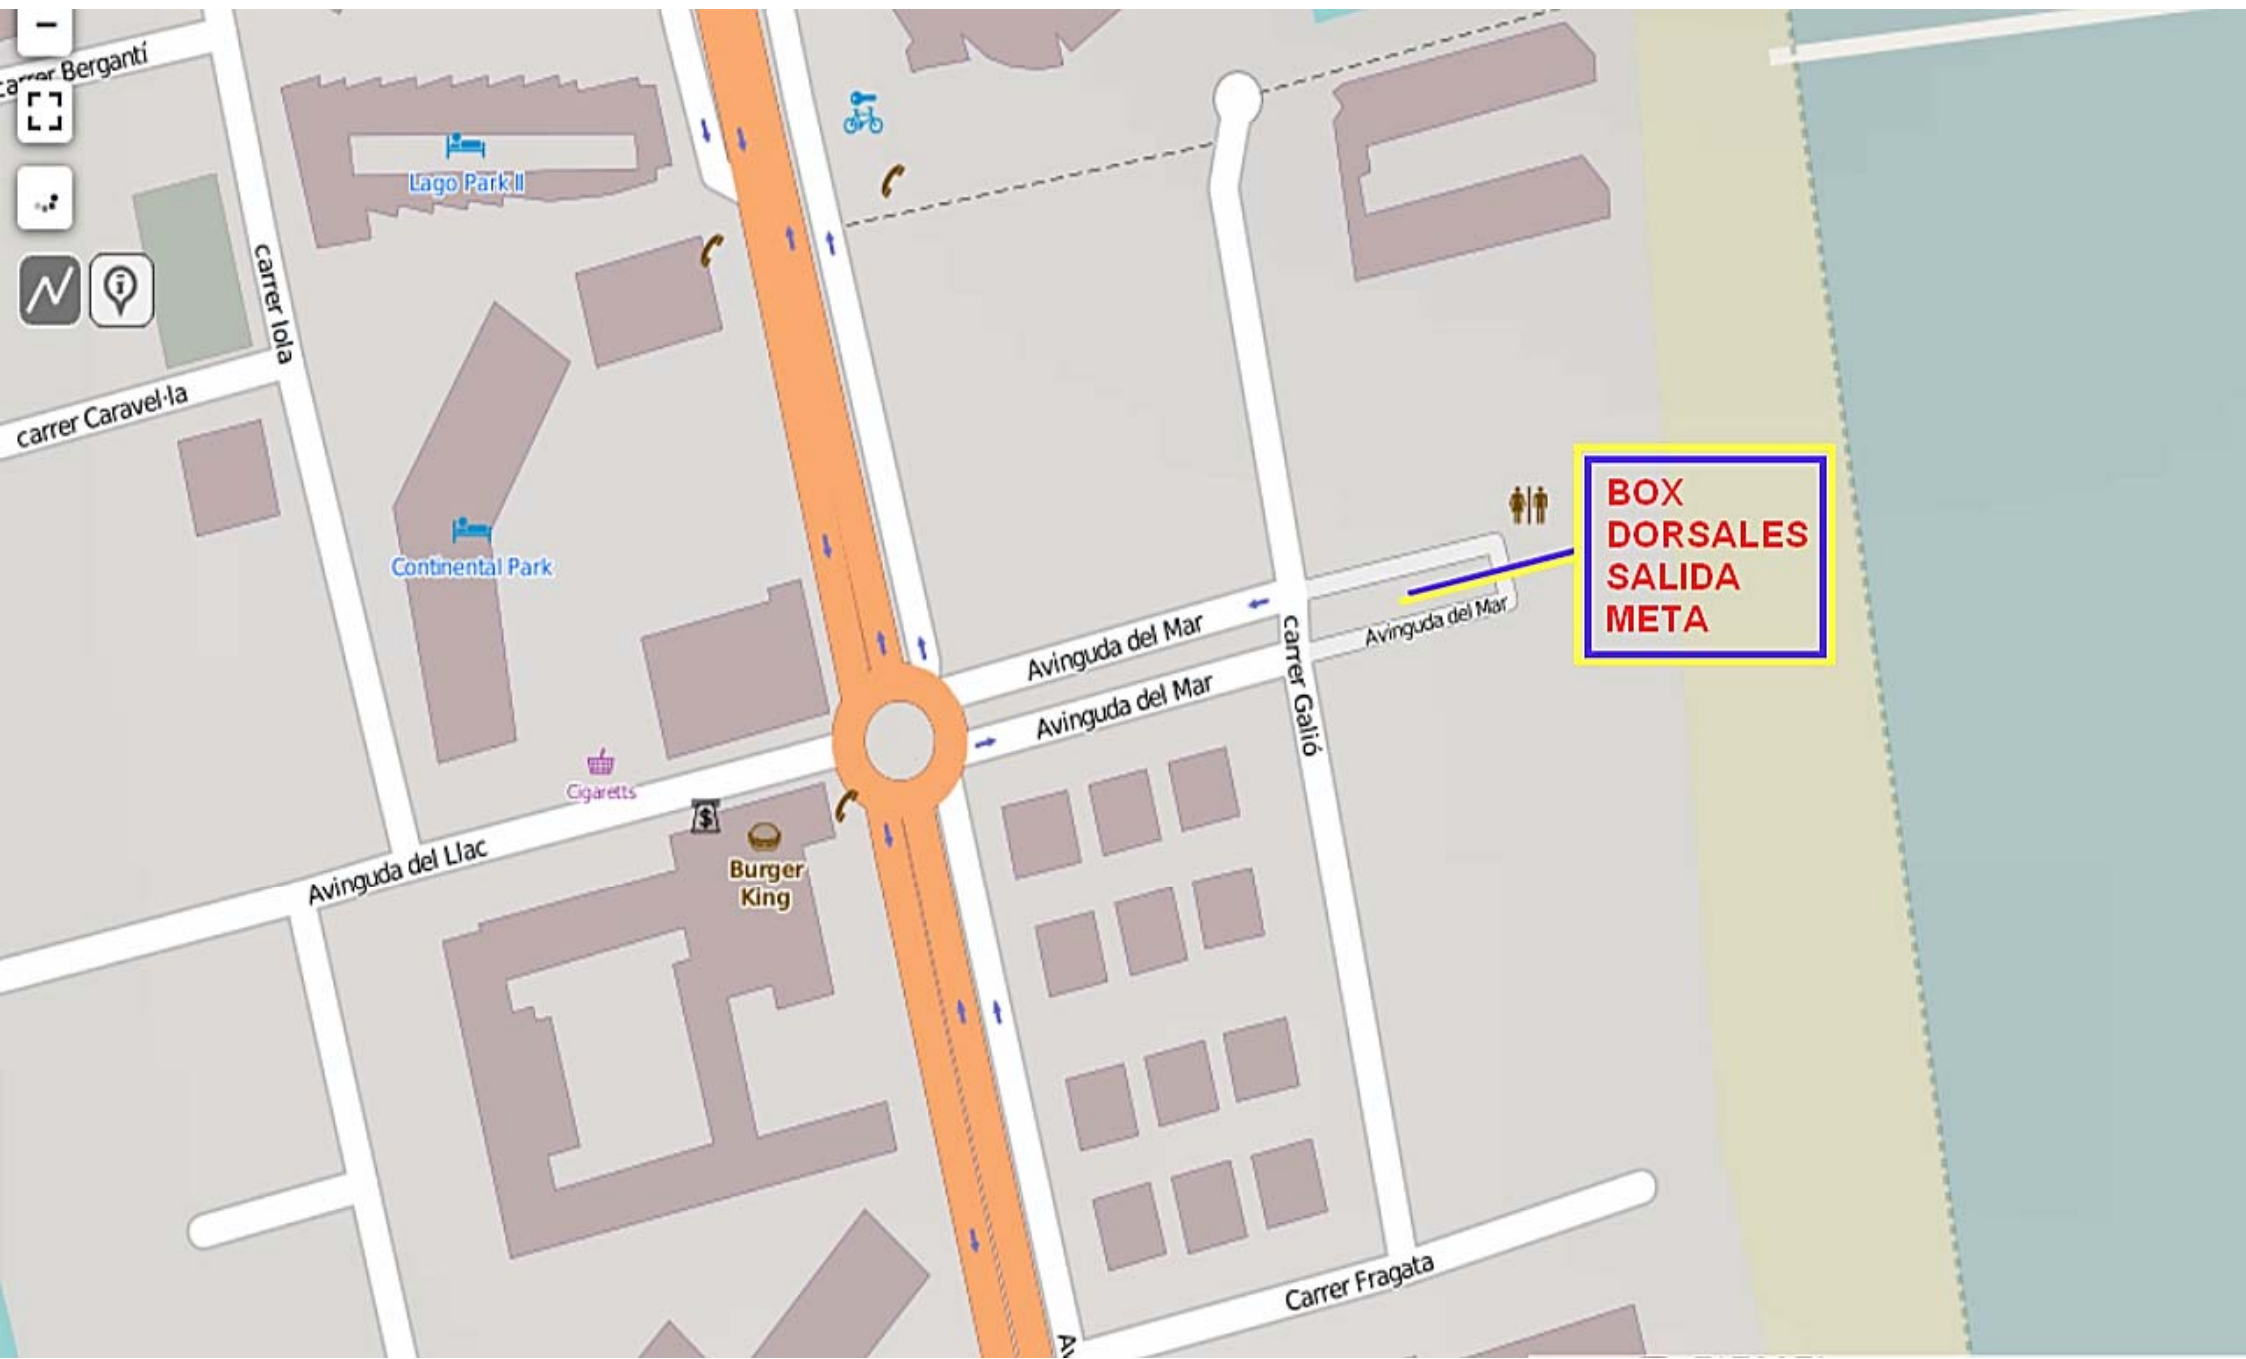 carrer Bergantí
Lago Park II
carrer Iola
carrer Caravel·la
Continental Park
BOX
DORSALES
SALIDA
META
Avinguda del Mar
Avinguda del Mar
Avinguda del Mar
carrer Galió
Cigaretts
$
Burger
King
Avinguda del Llac
Carrer Fragata
Av